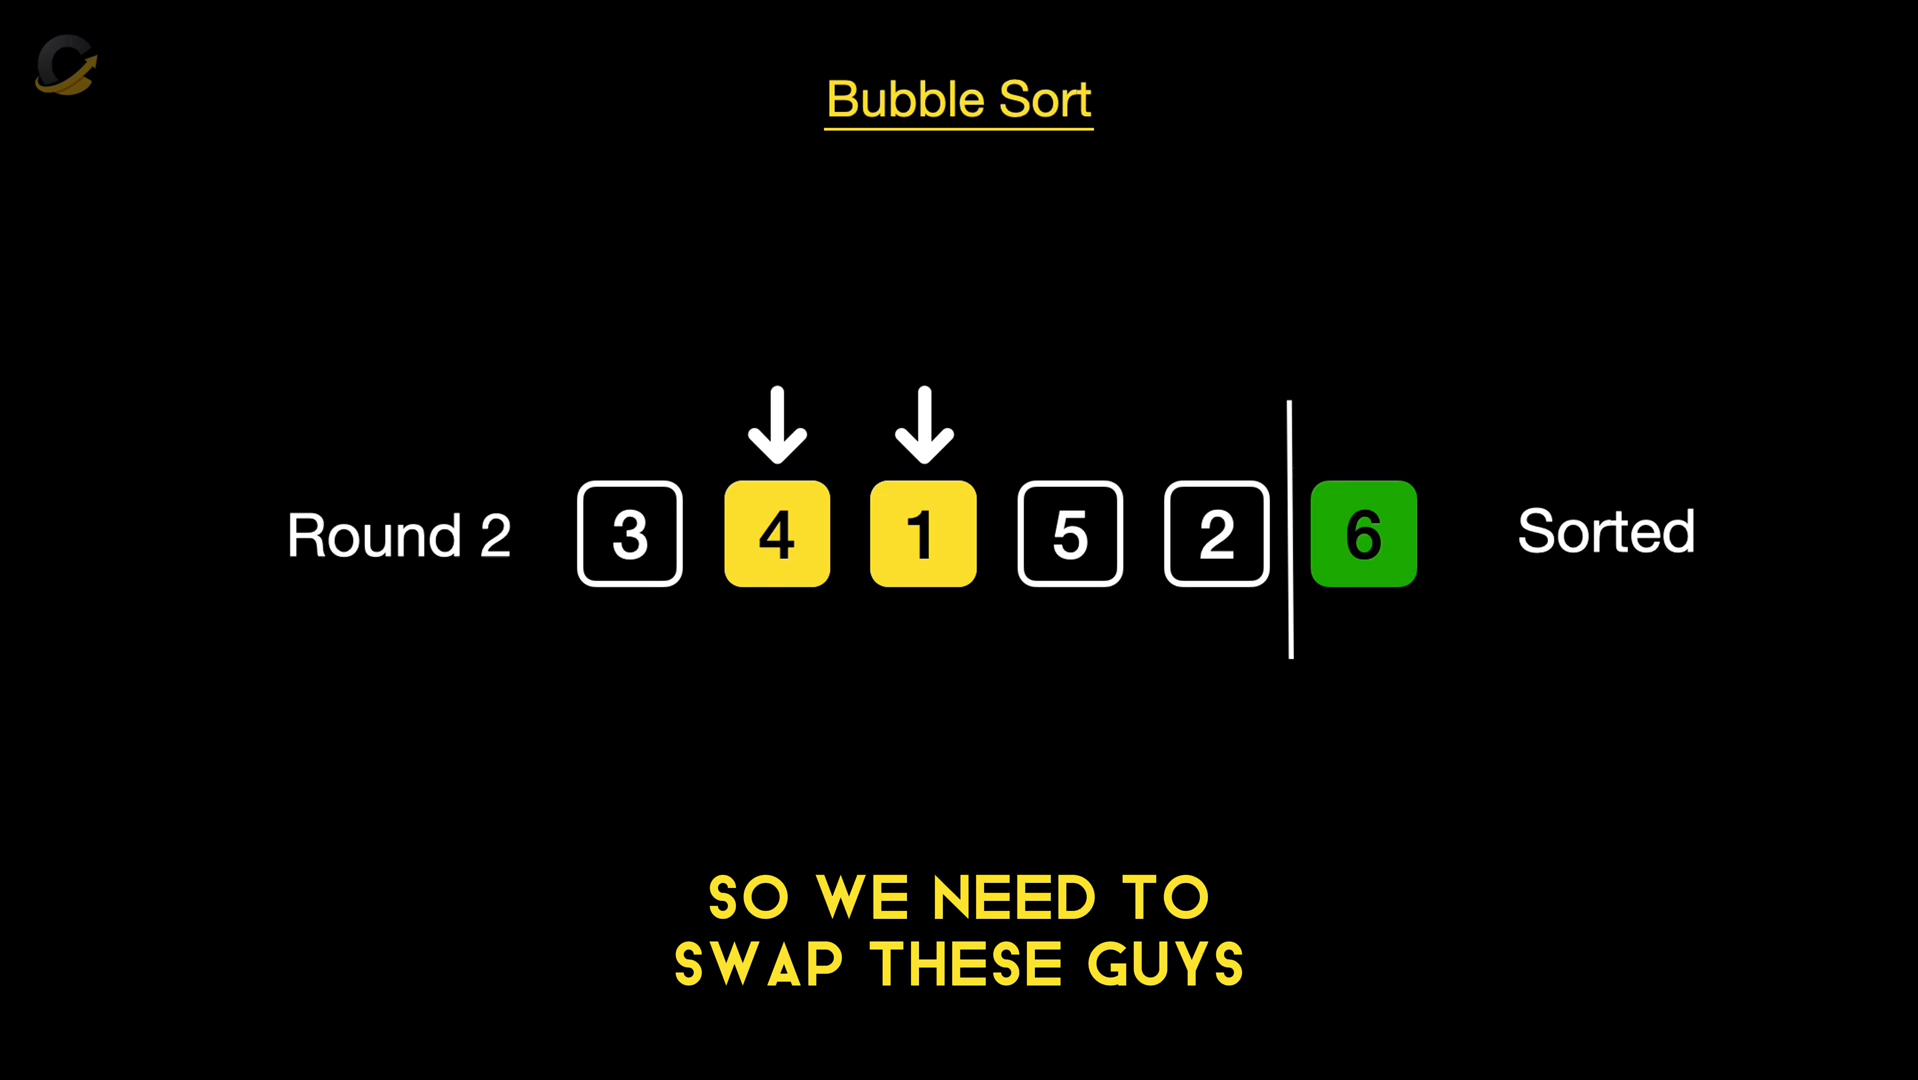 Bubble Sort
Round 2 3 4 1 5 2 6 Sorted
SO WE NEED TO
SWAP THESE GUYS